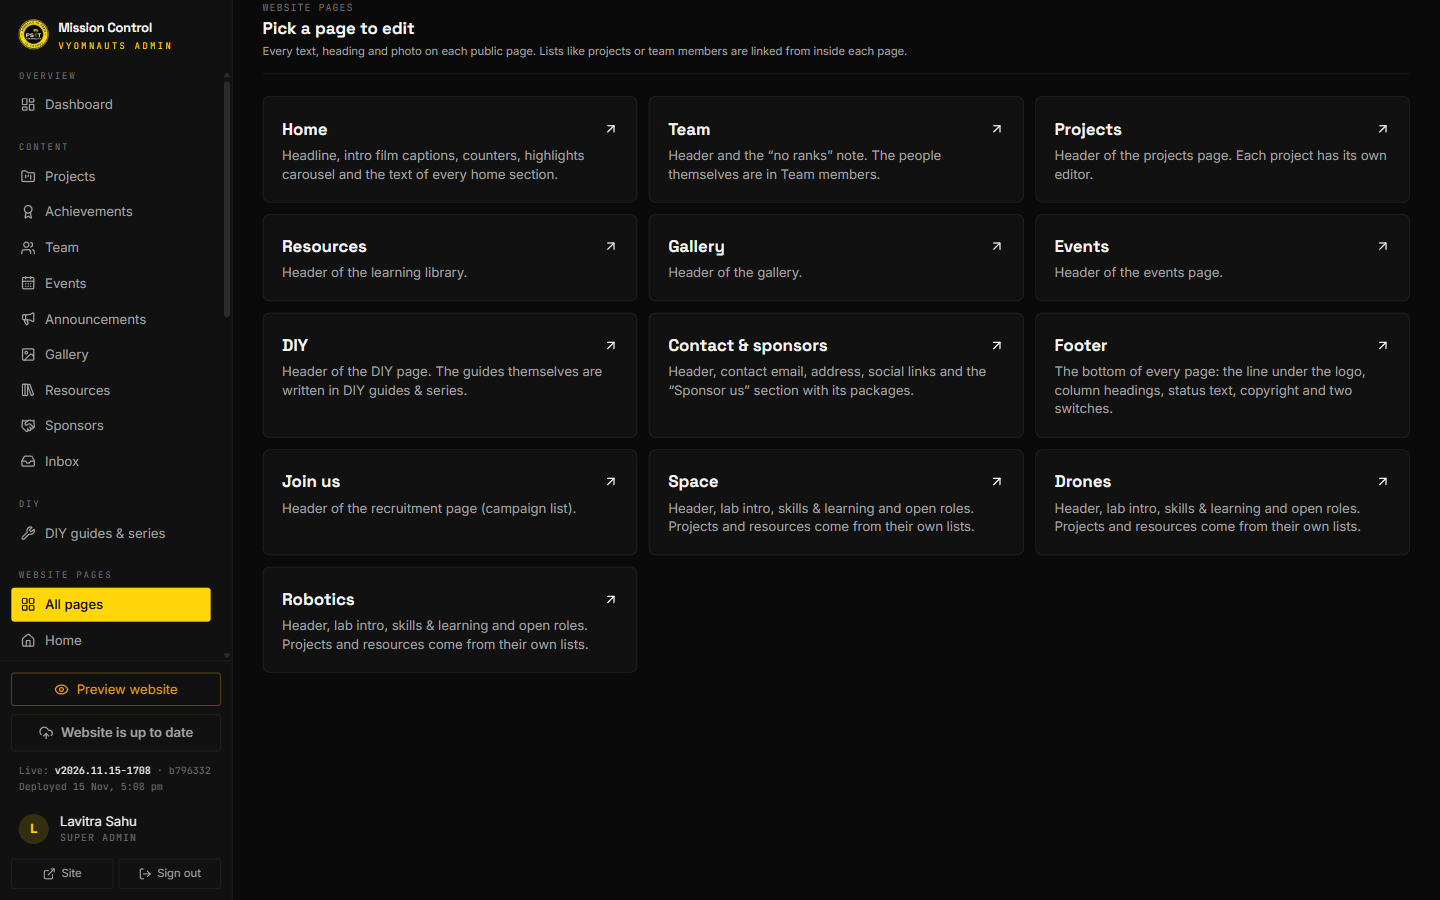 Mission Control
VYOMNAUTS ADMIN
OVERVIEW
Dashboard
CONTENT
Projects
Achievements
Team
Events
Announcements
Gallery
Resources
Sponsors
Inbox
DIY
DIY guides & series
WEBSITE PAGES
All pages
Home
Preview website
Website is up to date
Live: v2026.11.15-1708 · b796332
Deployed 15 Nov, 5:08 pm
L
Lavitra Sahu
SUPER ADMIN
Site
Sign out
WEBSITE PAGES
Pick a page to edit
Every text, heading and photo on each public page. Lists like projects or team members are linked from inside each page.
Home
Headline, intro film captions, counters, highlights
carousel and the text of every home section.
Team
Header and the “no ranks” note. The people
themselves are in Team members.
Projects
Header of the projects page. Each project has its own
editor.
Resources
Header of the learning library.
Gallery
Header of the gallery.
Events
Header of the events page.
DIY
Header of the DIY page. The guides themselves are
written in DIY guides & series.
Contact & sponsors
Header, contact email, address, social links and the
“Sponsor us” section with its packages.
Footer
The bottom of every page: the line under the logo,
column headings, status text, copyright and two
switches.
Join us
Header of the recruitment page (campaign list).
Space
Header, lab intro, skills & learning and open roles.
Projects and resources come from their own lists.
Drones
Header, lab intro, skills & learning and open roles.
Projects and resources come from their own lists.
Robotics
Header, lab intro, skills & learning and open roles.
Projects and resources come from their own lists.